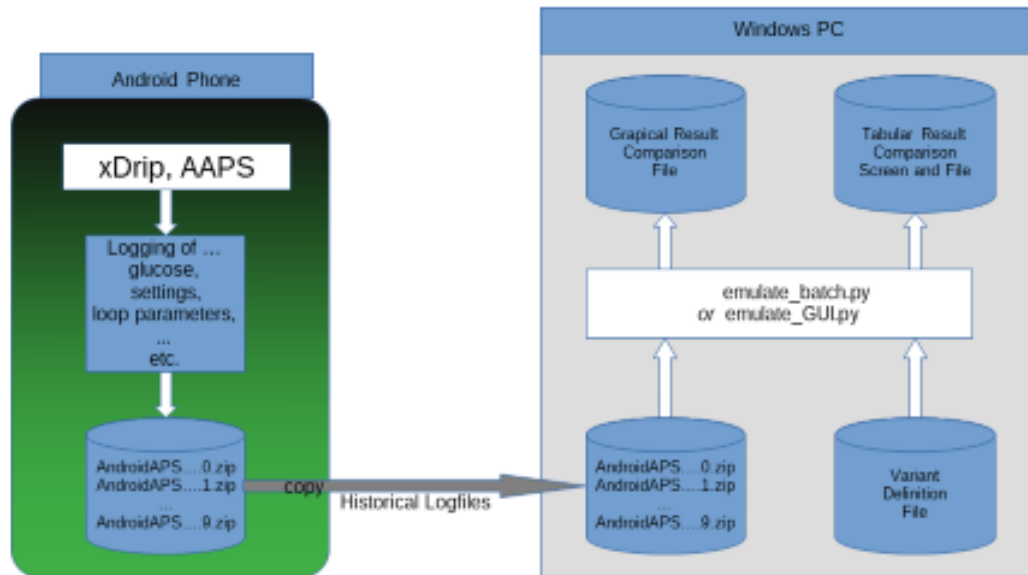 Android Phone
xDrip, AAPS
Logging of ...
glucose,
settings,
loop parameters,
...
etc.
AndroidAPS....0.zip
AndroidAPS....1.zip
...
AndroidAPS....9.zip
copy
Historical Logfiles
Windows PC
Grapical Result
Comparison
File
Tabular Result
Comparison
Screen and File
emulate_batch.py
or emulate_GUI.py
AndroidAPS....0.zip
AndroidAPS....1.zip
...
AndroidAPS....9.zip
Variant
Definition
File